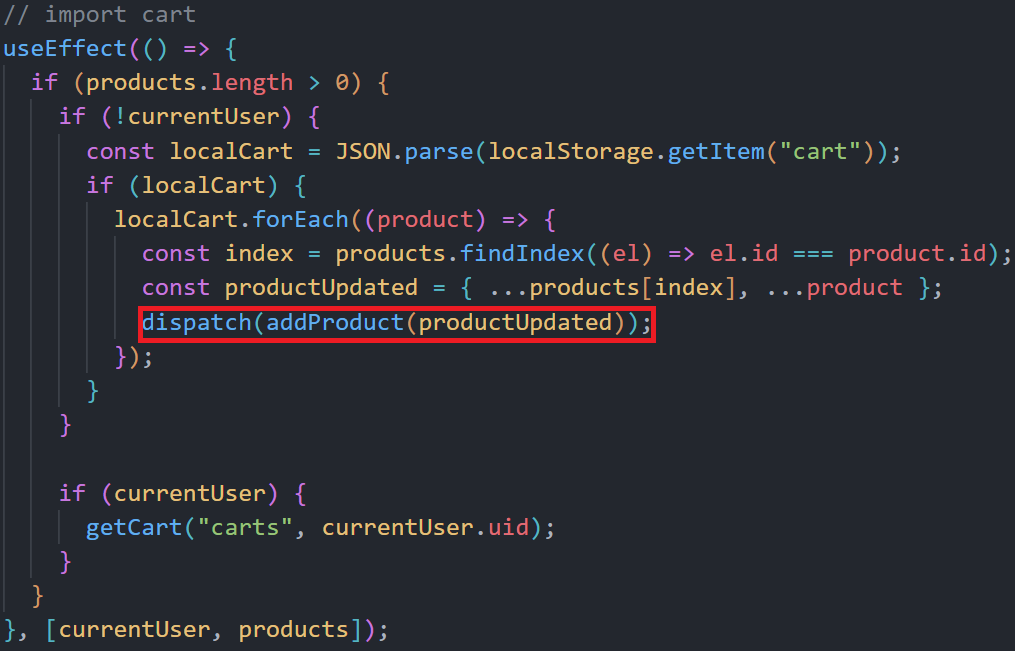 // import cart
useEffect(() => {
if (products.length > 0) {
if (!currentUser) {
const localCart = JSON.parse(localStorage.getItem("cart"));
if (localCart) {
localCart.forEach((product) => {
const index = products.findIndex((el) => el.id === product.id);
const productUpdated = { ...products[index], ...product };
dispatch(addProduct(productUpdated));
});
}
}
if (currentUser) {
getCart("carts", currentUser.uid);
}
}
}, [currentUser, products]);